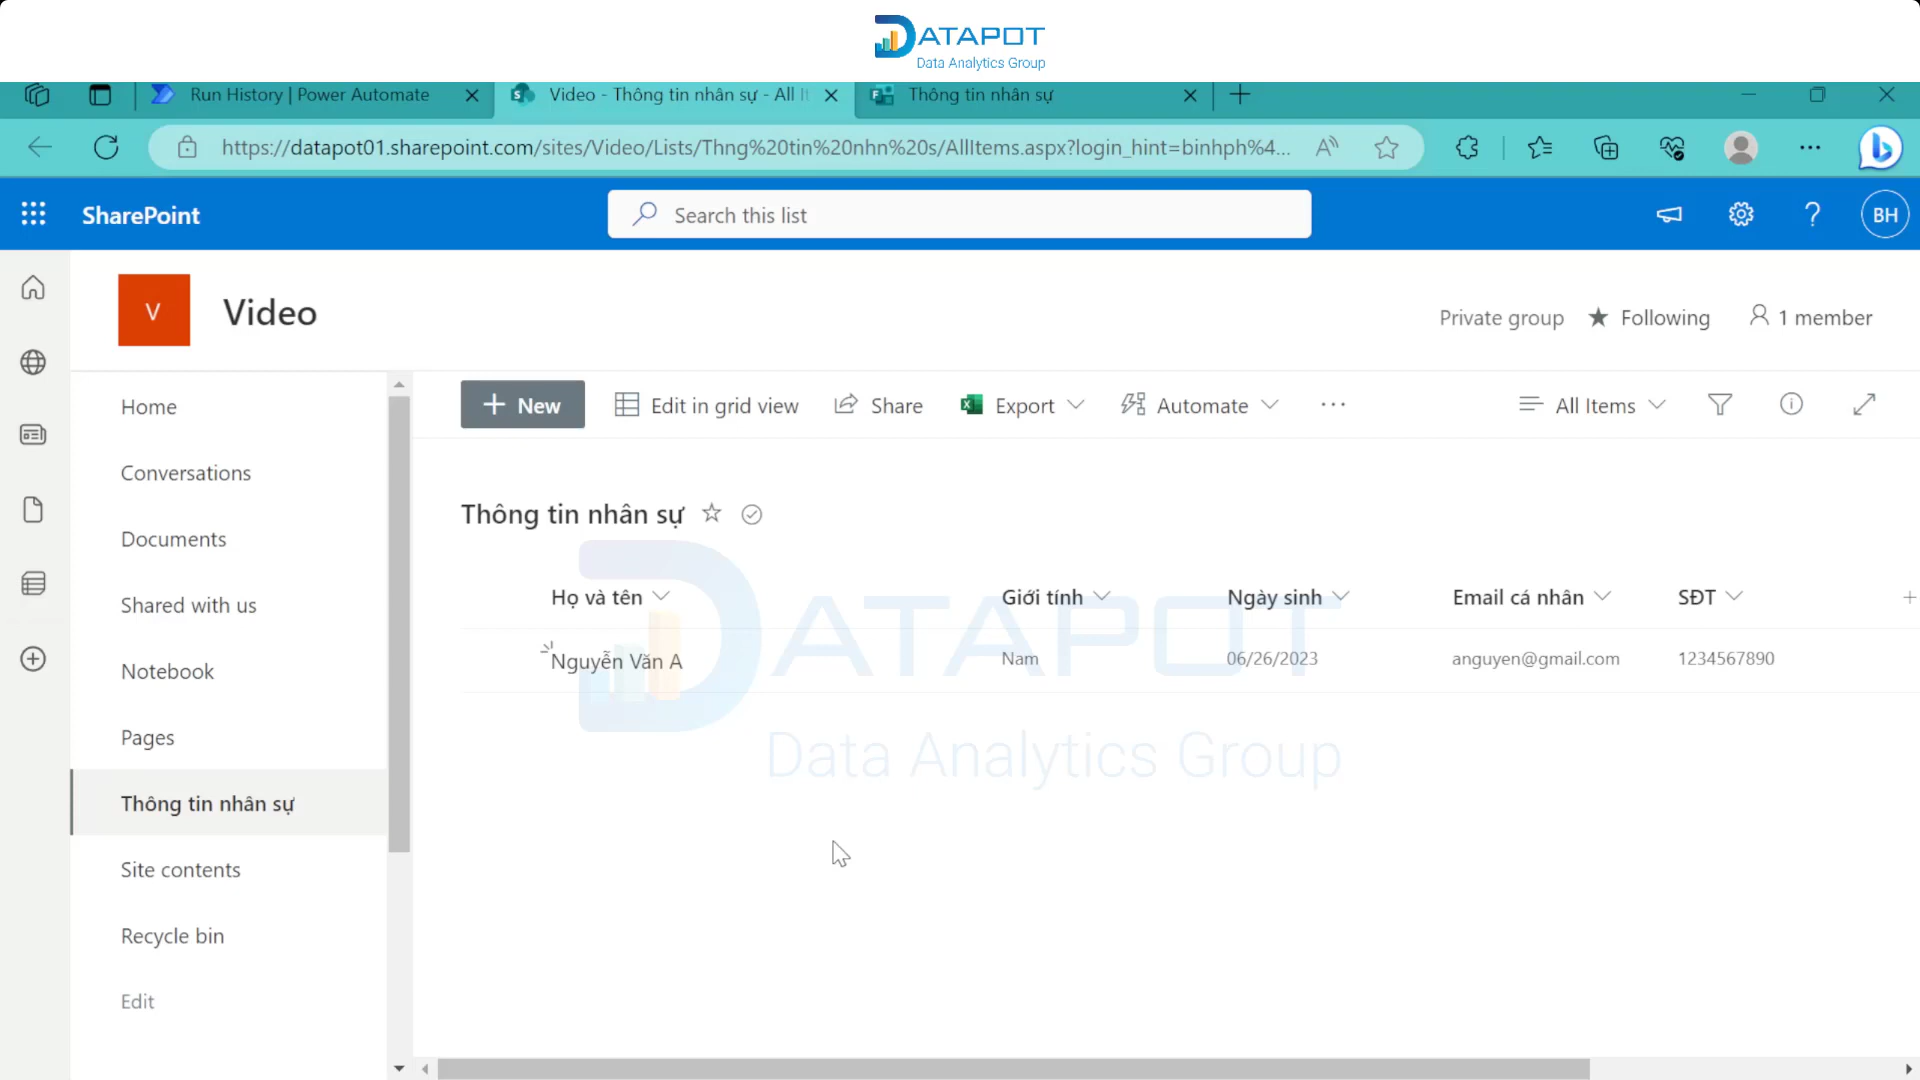 DATAPOT
Data Analytics Group
Run History | Power Automate
Video - Thông tin nhân sự - All It
Thông tin nhân sự
https://datapot01.sharepoint.com/sites/Video/Lists/Thng%20tin%20nhn%20s/AllItems.aspx?login_hint=binhph%4...
SharePoint
Search this list
BH
V
Video
Private group
Following
1 member
Home
Conversations
Documents
Shared with us
Notebook
Pages
Thông tin nhân sự
Site contents
Recycle bin
Edit
New
Edit in grid view
Share
Export
Automate
All Items
Thông tin nhân sự
Họ và tên Giới tính Ngày sinh Email cá nhân SĐT
Nguyễn Văn A Nam 06/26/2023 anguyen@gmail.com 1234567890
DATAPOT
Data Analytics Group